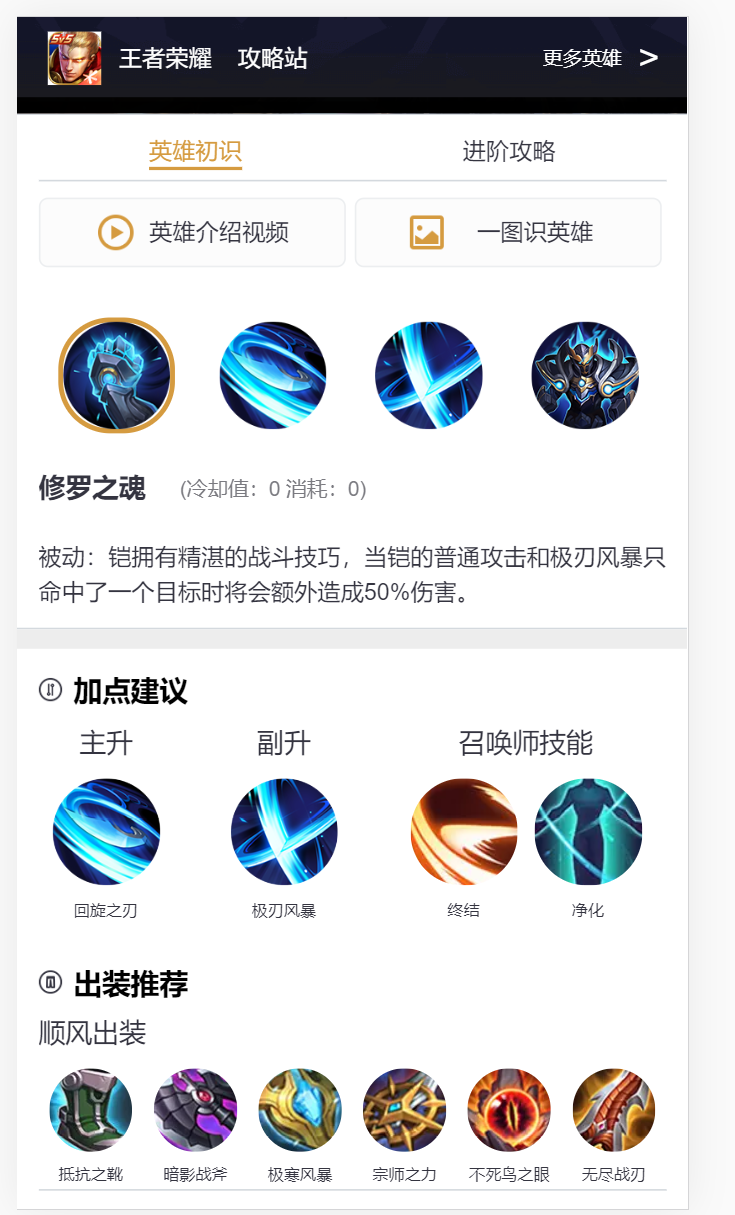 5V5
王者荣耀 攻略站 更多英雄 >
英雄初识 进阶攻略
英雄介绍视频 一图识英雄
修罗之魂 (冷却值：0 消耗：0)
被动：铠拥有精湛的战斗技巧，当铠的普通攻击和极刃风暴只
命中了一个目标时将会额外造成50%伤害。
加点建议
主升 副升 召唤师技能
回旋之刃 极刃风暴 终结 净化
出装推荐
顺风出装
抵抗之靴 暗影战斧 极寒风暴 宗师之力 不死鸟之眼 无尽战刃